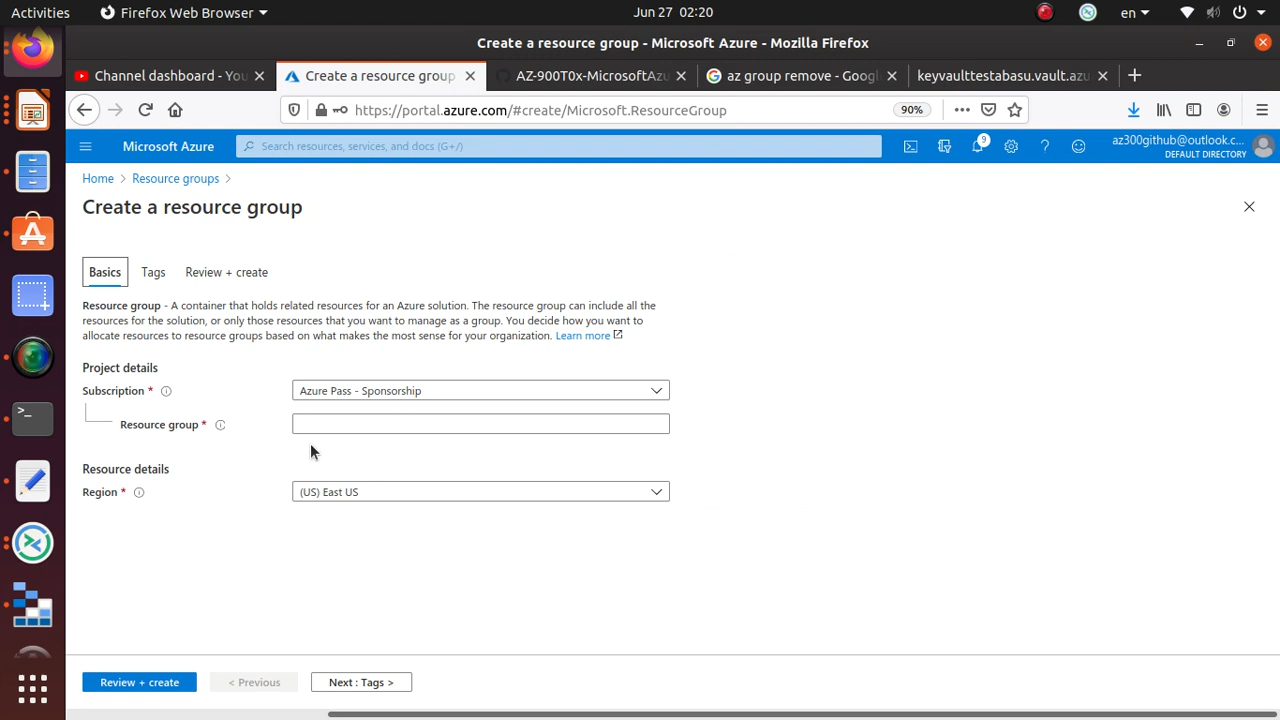 Activities
Firefox Web Browser
Jun 27 02:20
en
Create a resource group - Microsoft Azure - Mozilla Firefox
Channel dashboard - You
Create a resource group
AZ-900T0x-MicrosoftAzu
az group remove - Googl
keyvaulttestabasu.vault.azu
https://portal.azure.com/#create/Microsoft.ResourceGroup
90%
Microsoft Azure
Search resources, services, and docs (G+/)
9
az300github@outlook.c...
DEFAULT DIRECTORY
Home
Resource groups
Create a resource group
Basics
Tags
Review + create
Resource group - A container that holds related resources for an Azure solution. The resource group can include all the
resources for the solution, or only those resources that you want to manage as a group. You decide how you want to
allocate resources to resource groups based on what makes the most sense for your organization. Learn more
Project details
Subscription *
Azure Pass - Sponsorship
Resource group *
Resource details
Region *
(US) East US
Review + create
< Previous
Next : Tags >